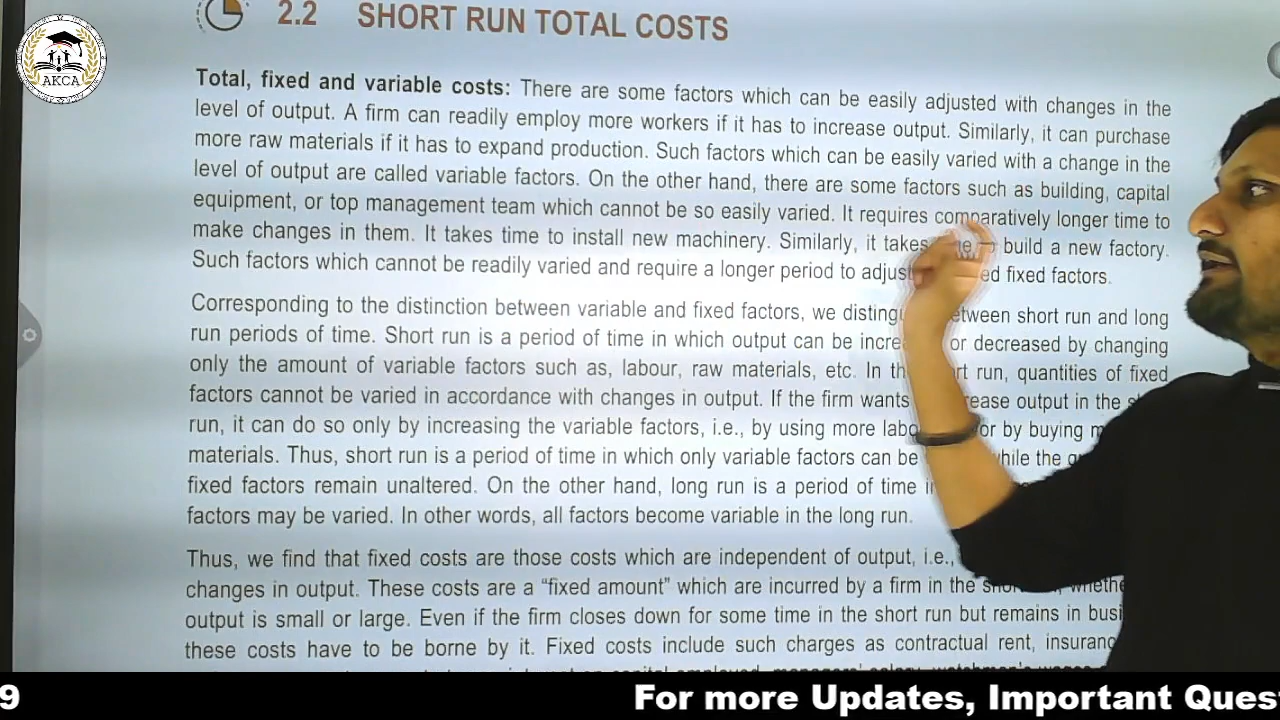 AKCA
2.2 SHORT RUN TOTAL COSTS
Total, fixed and variable costs: There are some factors which can be easily adjusted with changes in the
level of output. A firm can readily employ more workers if it has to increase output. Similarly, it can purchase
more raw materials if it has to expand production. Such factors which can be easily varied with a change in the
level of output are called variable factors. On the other hand, there are some factors such as building, capital
equipment, or top management team which cannot be so easily varied. It requires comparatively longer time to
make changes in them. It takes time to install new machinery. Similarly, it takes build a new factory.
Such factors which cannot be readily varied and require a longer period to fixed factors.
Corresponding to the distinction between variable and fixed factors, we between short run and long
run periods of time. Short run is a period of time in which output can be or decreased by changing
only the amount of variable factors such as, labour, raw materials, etc. In run, quantities of fixed
factors cannot be varied in accordance with changes in output. If the firm wants output in the
run, it can do so only by increasing the variable factors, i.e., by using more or by buying
materials. Thus, short run is a period of time in which only variable factors can be while the
fixed factors remain unaltered. On the other hand, long run is a period of time
factors may be varied. In other words, all factors become variable in the long run.
Thus, we find that fixed costs are those costs which are independent of output, i.e.,
changes in output. These costs are a “fixed amount” which are incurred by a firm in the
output is small or large. Even if the firm closes down for some time in the short run but remains in
these costs have to be borne by it. Fixed costs include such charges as contractual rent,
9 For more Updates, Important